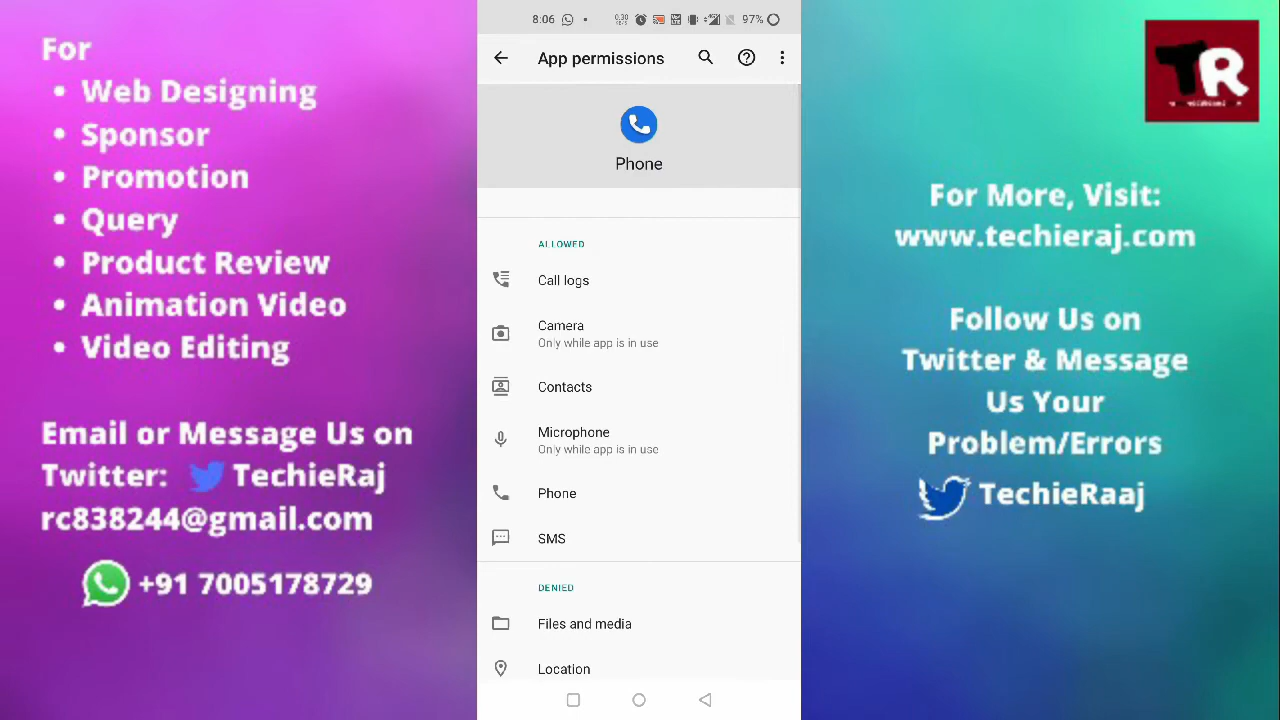 For
• Web Designing
• Sponsor
• Promotion
• Query
• Product Review
• Animation Video
• Video Editing
Email or Message Us on
Twitter: TechieRaj
rc838244@gmail.com
+91 7005178729
8:06
0.30
97%
App permissions
Phone
ALLOWED
Call logs
Camera
Only while app is in use
Contacts
Microphone
Only while app is in use
Phone
SMS
DENIED
Files and media
Location
TR
For More, Visit:
www.techieraj.com
Follow Us on
Twitter & Message
Us Your
Problem/Errors
TechieRaaj